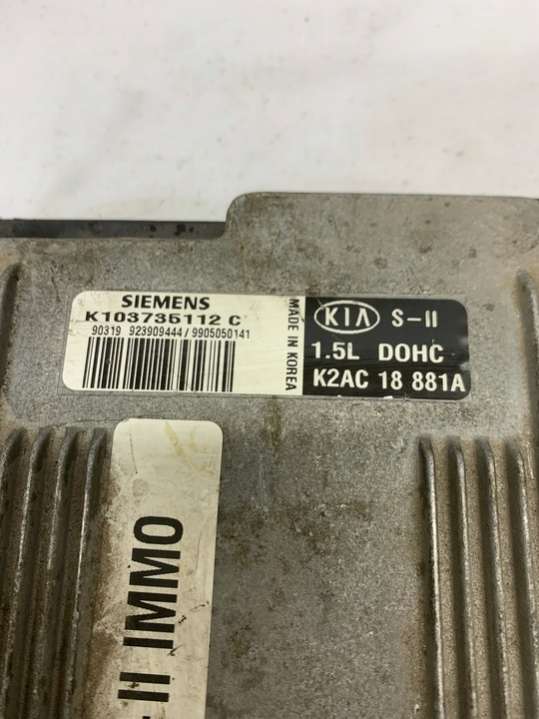 SIEMENS
K103735112 C
90319 923909444 / 9905050141
MADE IN KOREA
KIA S-II
1.5L DOHC
K2AC 18 881A
-II IMMO